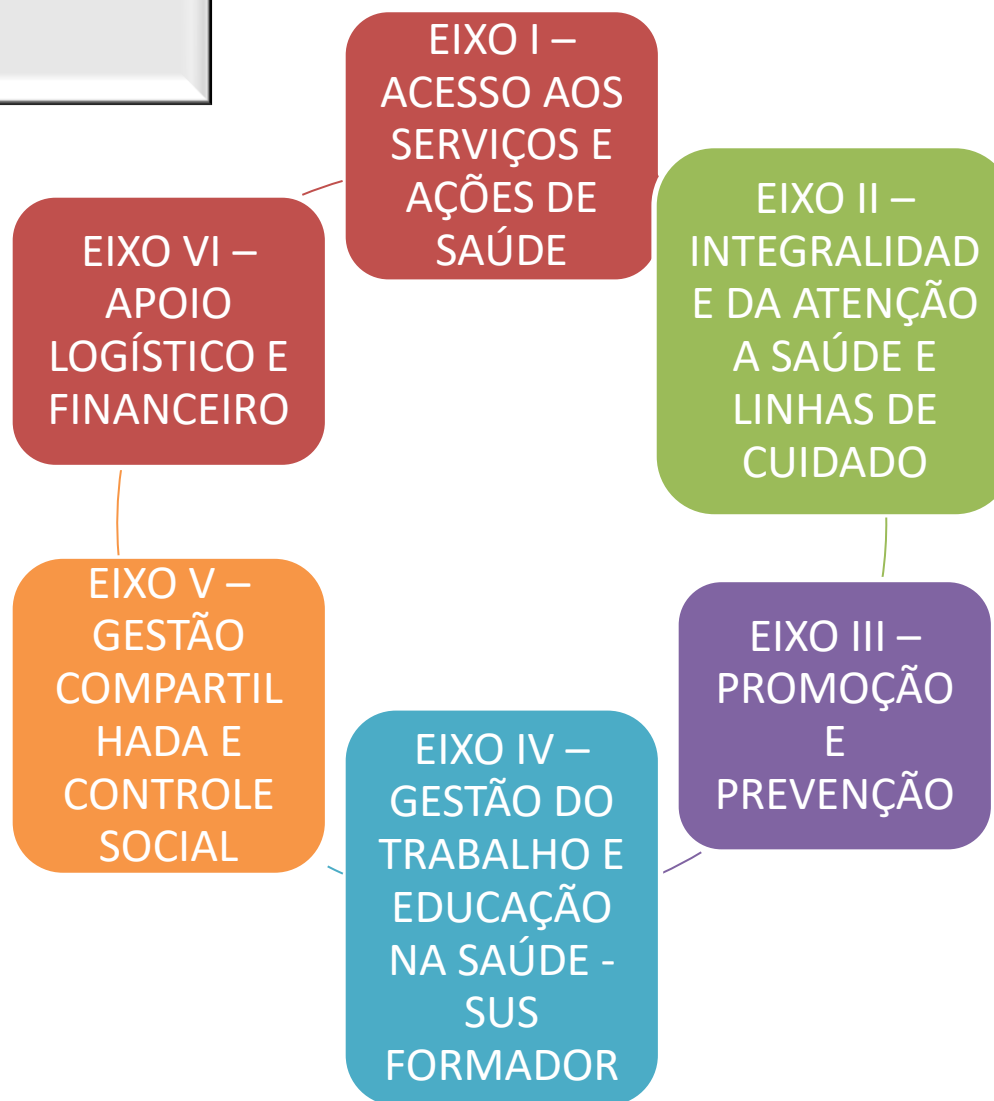 EIXO I –
ACESSO AOS
SERVIÇOS E
AÇÕES DE
SAÚDE
EIXO II –
INTEGRALIDAD
E DA ATENÇÃO
A SAÚDE E
LINHAS DE
CUIDADO
EIXO III –
PROMOÇÃO
E
PREVENÇÃO
EIXO IV –
GESTÃO DO
TRABALHO E
EDUCAÇÃO
NA SAÚDE -
SUS
FORMADOR
EIXO V –
GESTÃO
COMPARTIL
HADA E
CONTROLE
SOCIAL
EIXO VI –
APOIO
LOGÍSTICO E
FINANCEIRO